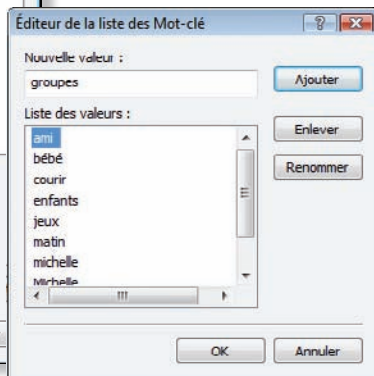 Éditeur de la liste des Mot-clé
Nouvelle valeur :
groupes
Ajouter
Liste des valeurs :
ami
bébé
courir
enfants
jeux
matin
michelle
Michelle
Enlever
Renommer
OK
Annuler